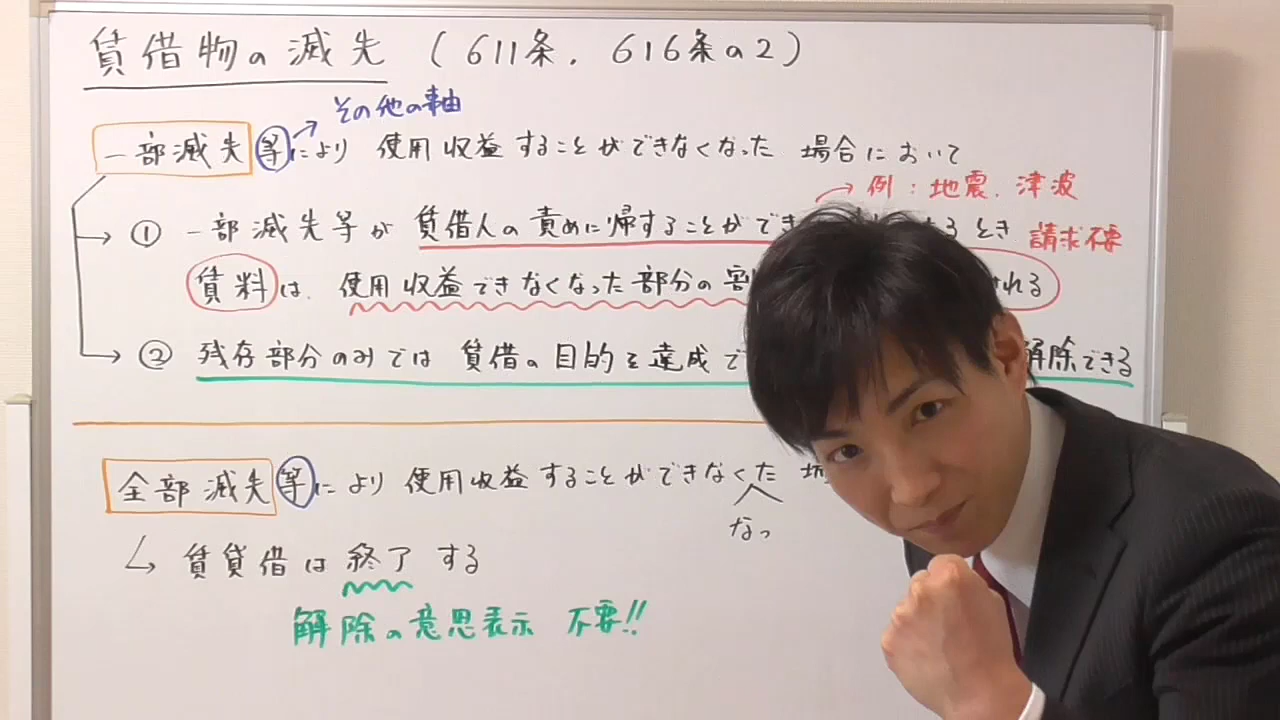 賃借物の滅失 (611条. 616条の2)
その他の事由
一部滅失等により 使用収益することができなくなった 場合において
→例:地震、津波
→① 一部滅失等が 賃借人の責めに帰することができ るとき 請求不要
賃料は、使用収益できなくなった部分の割 れる
→② 残存部分のみでは 賃借の目的を達成で 解除できる
全部滅失等により 使用収益することができなくた 場
なっ
↳ 賃貸借は 終了 する
解除の意思表示 不要!!